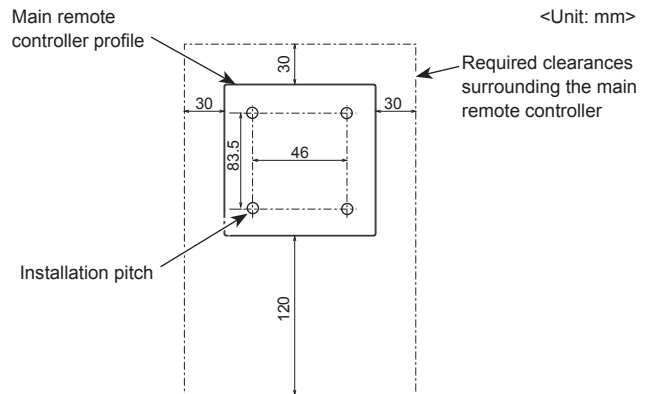 Main remote
controller profile
<Unit: mm>
30
Required clearances
surrounding the main
remote controller
30
30
83.5
46
Installation pitch
120